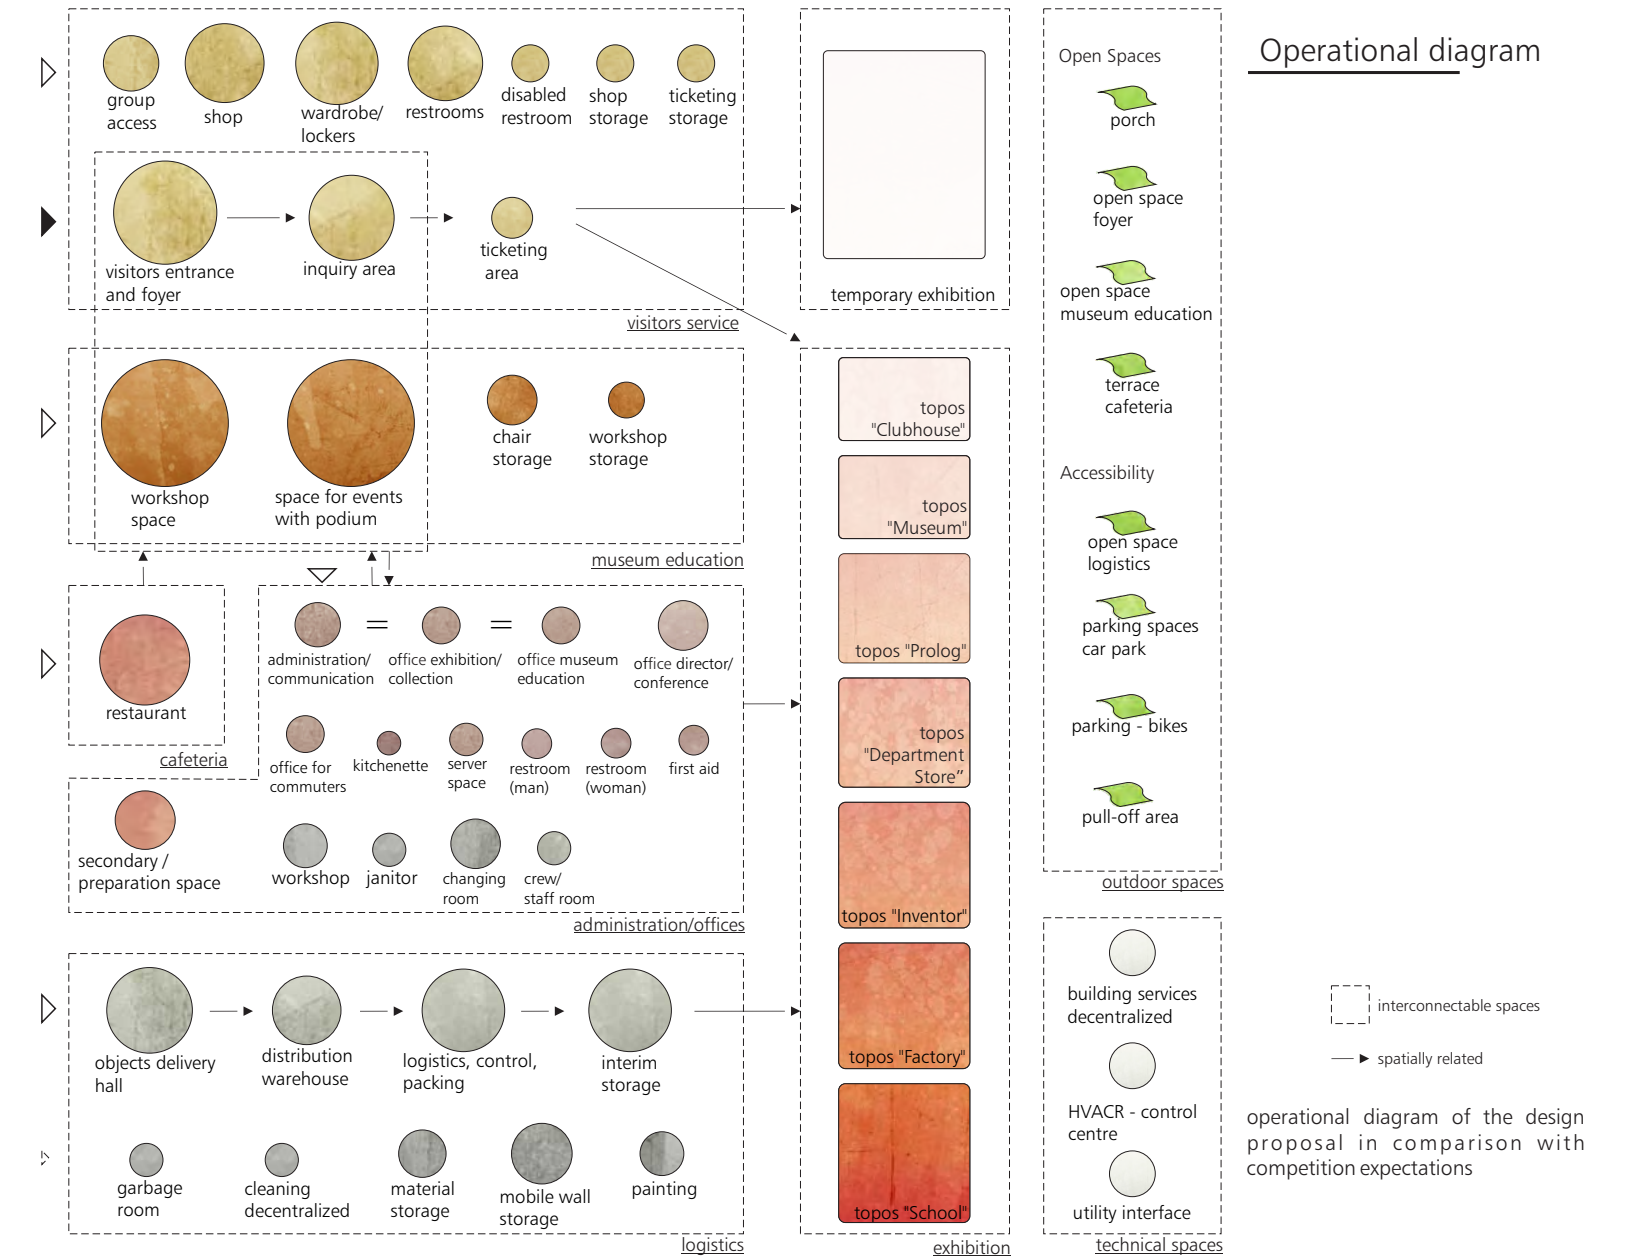 Operational diagram
group
access
shop
wardrobe/
lockers
restrooms
disabled
restroom
shop
storage
ticketing
storage
visitors entrance
and foyer
inquiry area
ticketing
area
visitors service
temporary exhibition
workshop
space
space for events
with podium
chair
storage
workshop
storage
museum education
restaurant
cafeteria
administration/
communication
=
office exhibition/
collection
=
office museum
education
office director/
conference
office for
commuters
kitchenette
server
space
restroom
(man)
restroom
(woman)
first aid
secondary /
preparation space
workshop
janitor
changing
room
crew/
staff room
administration/offices
objects delivery
hall
distribution
warehouse
logistics, control,
packing
interim
storage
garbage
room
cleaning
decentralized
material
storage
mobile wall
storage
painting
logistics
topos
"Clubhouse"
topos
"Museum"
topos "Prolog"
topos
"Department
Store”
topos "Inventor"
topos "Factory"
topos "School"
exhibition
Open Spaces
porch
open space
foyer
open space
museum education
terrace
cafeteria
Accessibility
open space
logistics
parking spaces
car park
parking - bikes
pull-off area
outdoor spaces
building services
decentralized
HVACR - control
centre
utility interface
technical spaces
interconnectable spaces
spatially related
operational diagram of the design
proposal in comparison with
competition expectations